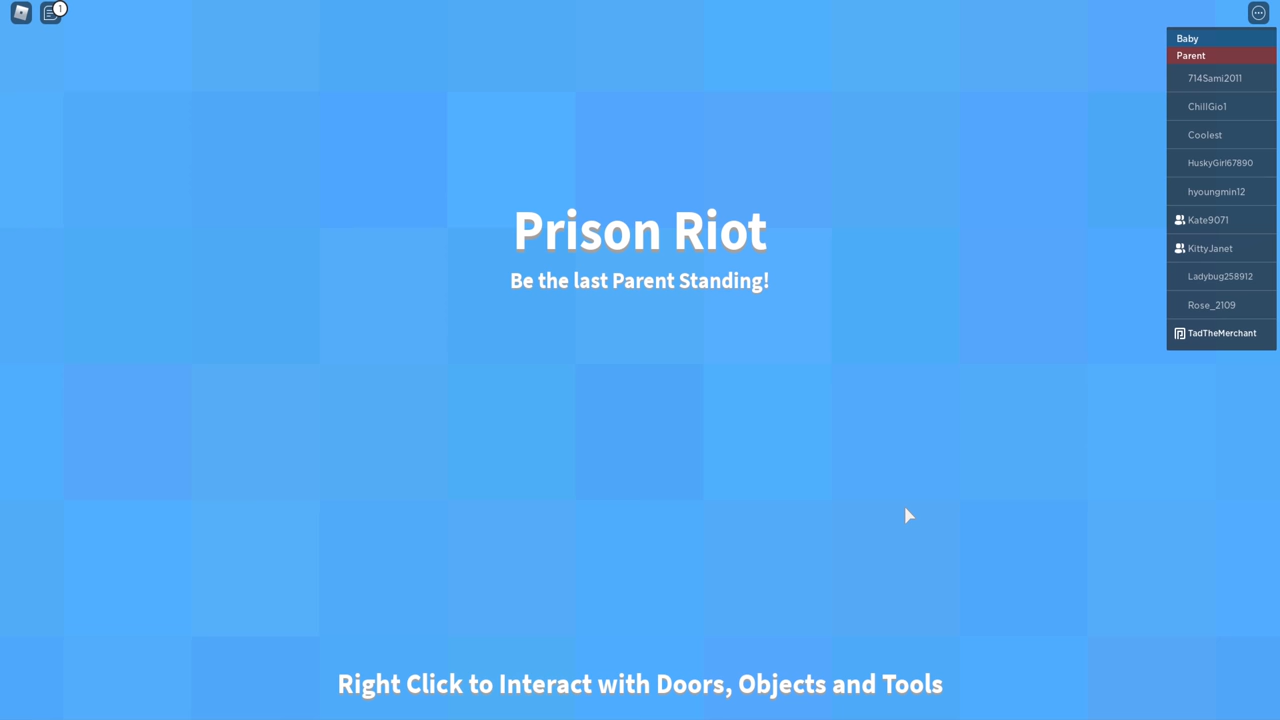 1
Baby
Parent
714Sami2011
ChillGio1
Coolest
HuskyGirl67890
hyoungmin12
Kate9071
KittyJanet
Ladybug258912
Rose_2109
TadTheMerchant
Prison Riot
Be the last Parent Standing!
Right Click to Interact with Doors, Objects and Tools